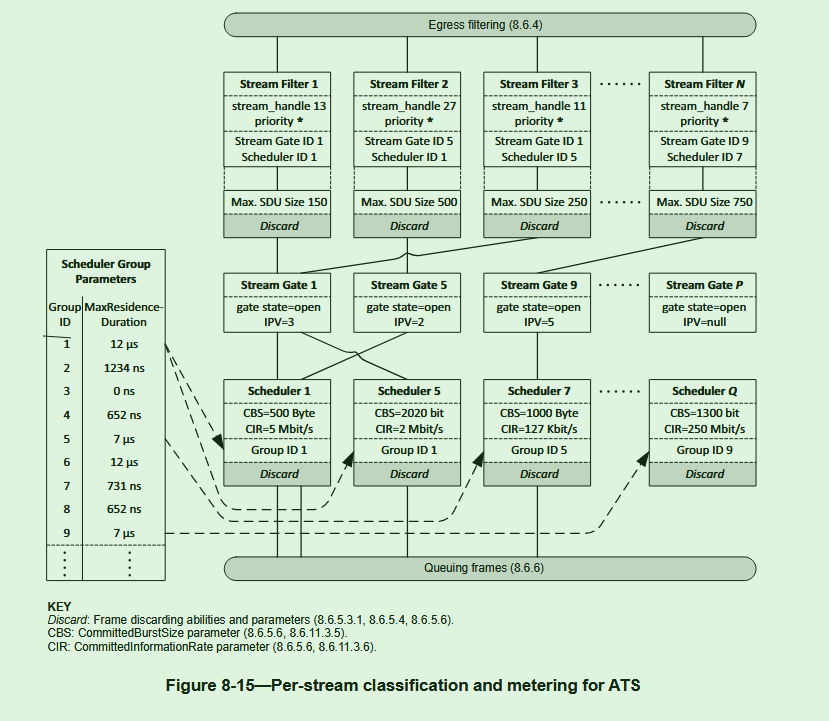 Egress filtering (8.6.4)
Stream Filter 1
stream_handle 13
priority *
Stream Gate ID 1
Scheduler ID 1
Max. SDU Size 150
Discard
Stream Filter 2
stream_handle 27
priority *
Stream Gate ID 5
Scheduler ID 1
Max. SDU Size 500
Discard
Stream Filter 3
stream_handle 11
priority *
Stream Gate ID 1
Scheduler ID 5
Max. SDU Size 250
Discard
Stream Filter N
stream_handle 7
priority *
Stream Gate ID 9
Scheduler ID 7
Max. SDU Size 750
Discard
Stream Gate 1
gate state=open
IPV=3
Stream Gate 5
gate state=open
IPV=2
Stream Gate 9
gate state=open
IPV=5
Stream Gate P
gate state=open
IPV=null
Scheduler Group
Parameters
Group ID
MaxResidence-
Duration
1 12 µs
2 1234 ns
3 0 ns
4 652 ns
5 7 µs
6 12 µs
7 731 ns
8 652 ns
9 7 µs
Scheduler 1
CBS=500 Byte
CIR=5 Mbit/s
Group ID 1
Discard
Scheduler 5
CBS=2020 bit
CIR=2 Mbit/s
Group ID 1
Discard
Scheduler 7
CBS=1000 Byte
CIR=127 Kbit/s
Group ID 5
Discard
Scheduler Q
CBS=1300 bit
CIR=250 Mbit/s
Group ID 9
Discard
Queuing frames (8.6.6)
KEY
Discard: Frame discarding abilities and parameters (8.6.5.3.1, 8.6.5.4, 8.6.5.6).
CBS: CommittedBurstSize parameter (8.6.5.6, 8.6.11.3.5).
CIR: CommittedInformationRate parameter (8.6.5.6, 8.6.11.3.6).
Figure 8-15—Per-stream classification and metering for ATS